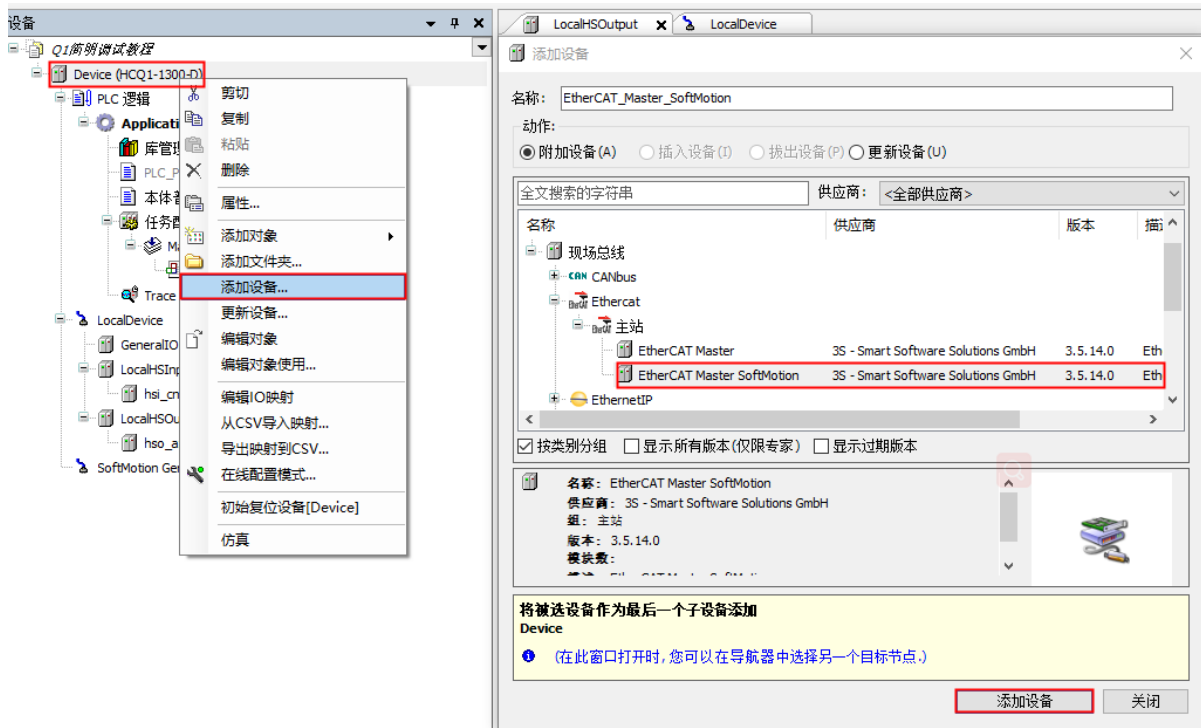 设备
Q1简明调试教程
Device (HCQ1-1300-D)
PLC 逻辑
Applicati
库管理
PLC_P
本体
任务配
Ma
Trace
LocalDevice
GeneralIO
LocalHSInp
hsi_cn
LocalHSOu
hso_a
SoftMotion Ge
剪切
复制
粘贴
删除
属性...
添加对象
添加文件夹...
添加设备...
更新设备...
编辑对象
编辑对象使用...
编辑IO映射
从CSV导入映射...
导出映射到CSV...
在线配置模式...
初始复位设备[Device]
仿真
LocalHSOutput
LocalDevice
添加设备
名称: EtherCAT_Master_SoftMotion
动作:
附加设备(A) 插入设备(I) 拔出设备(P) 更新设备(U)
全文搜索的字符串 供应商: <全部供应商>
名称 供应商 版本 描述
现场总线
CAN CANbus
EtherCAT Ethercat
EtherCAT 主站
EtherCAT Master 3S - Smart Software Solutions GmbH 3.5.14.0 Eth
EtherCAT Master SoftMotion 3S - Smart Software Solutions GmbH 3.5.14.0 Eth
EthernetIP
按类别分组 显示所有版本(仅限专家) 显示过期版本
名称: EtherCAT Master SoftMotion
供应商: 3S - Smart Software Solutions GmbH
组: 主站
版本: 3.5.14.0
模块数:
将被选设备作为最后一个子设备添加
Device
(在此窗口打开时,您可以在导航器中选择另一个目标节点.)
添加设备 关闭